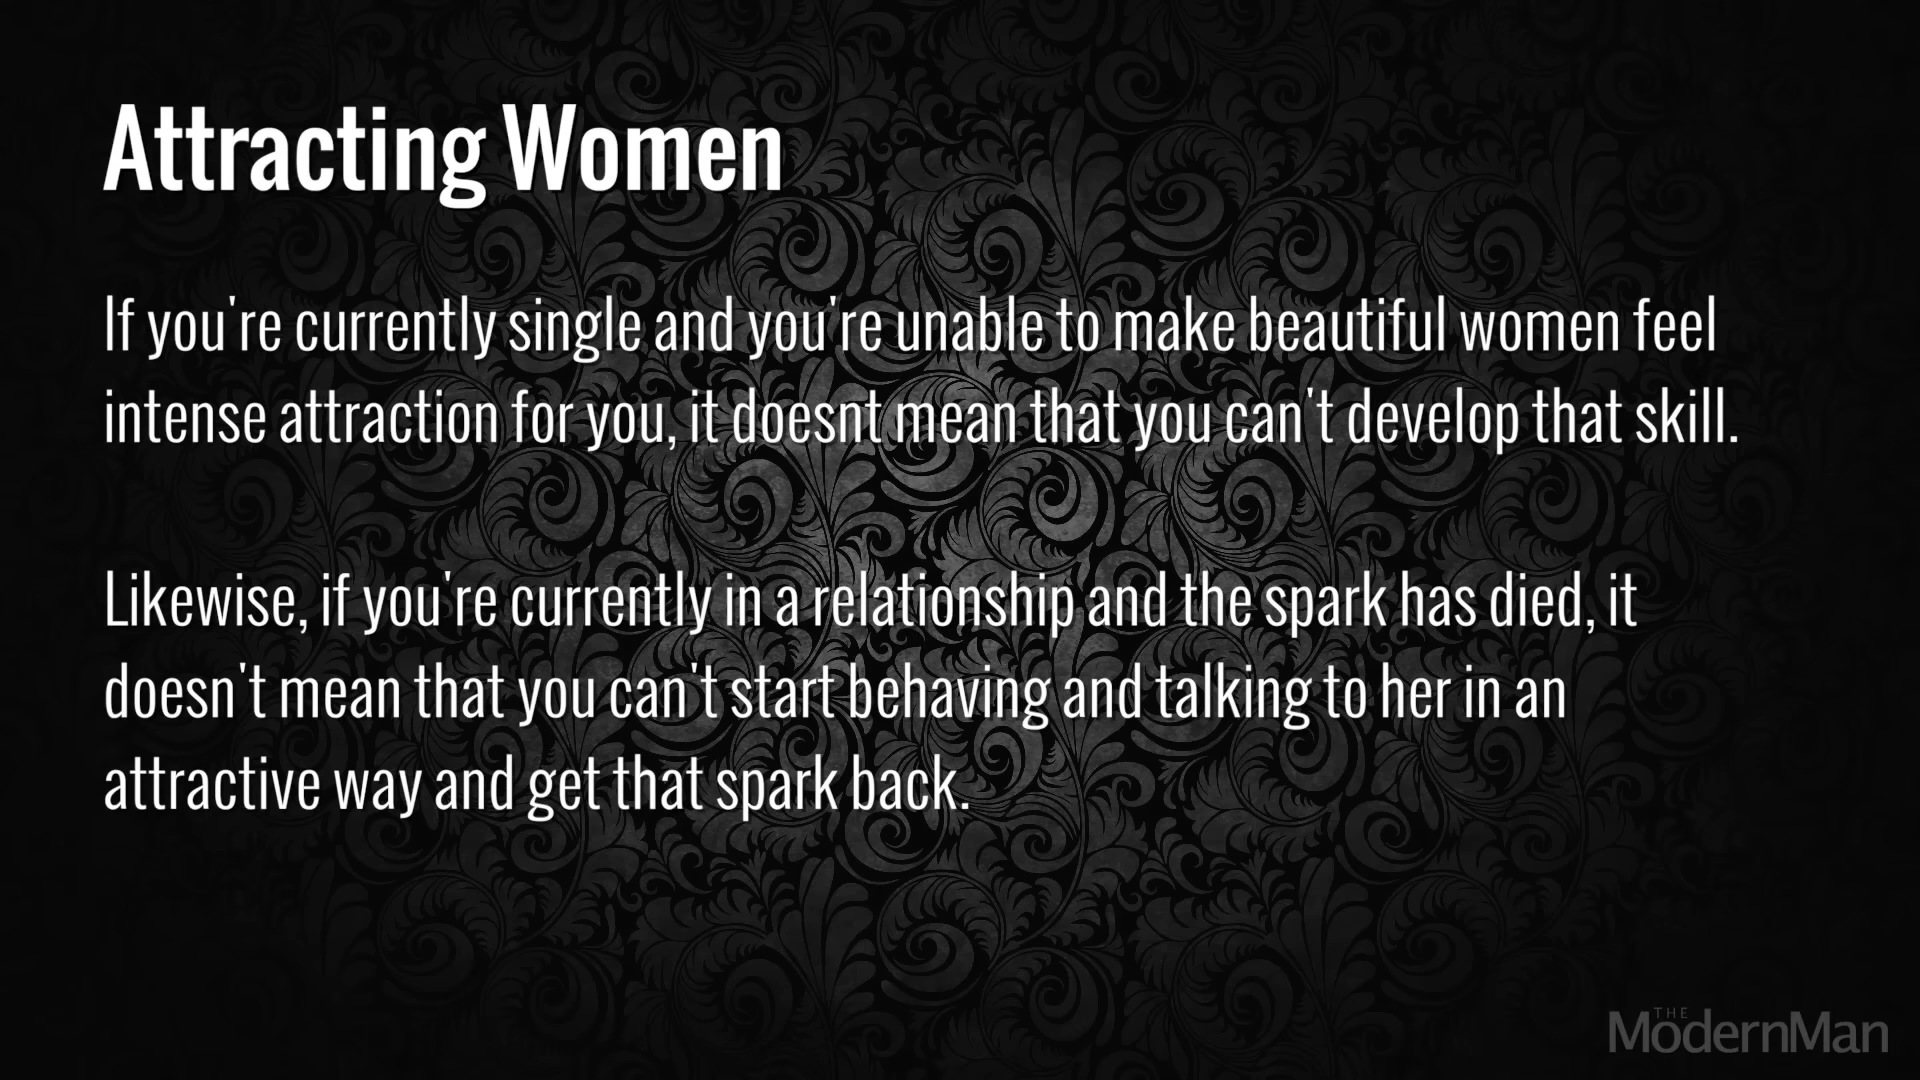 Attracting Women
If you're currently single and you're unable to make beautiful women feel
intense attraction for you, it doesnt mean that you can't develop that skill.
Likewise, if you're currently in a relationship and the spark has died, it
doesn't mean that you can't start behaving and talking to her in an
attractive way and get that spark back.
THE
ModernMan